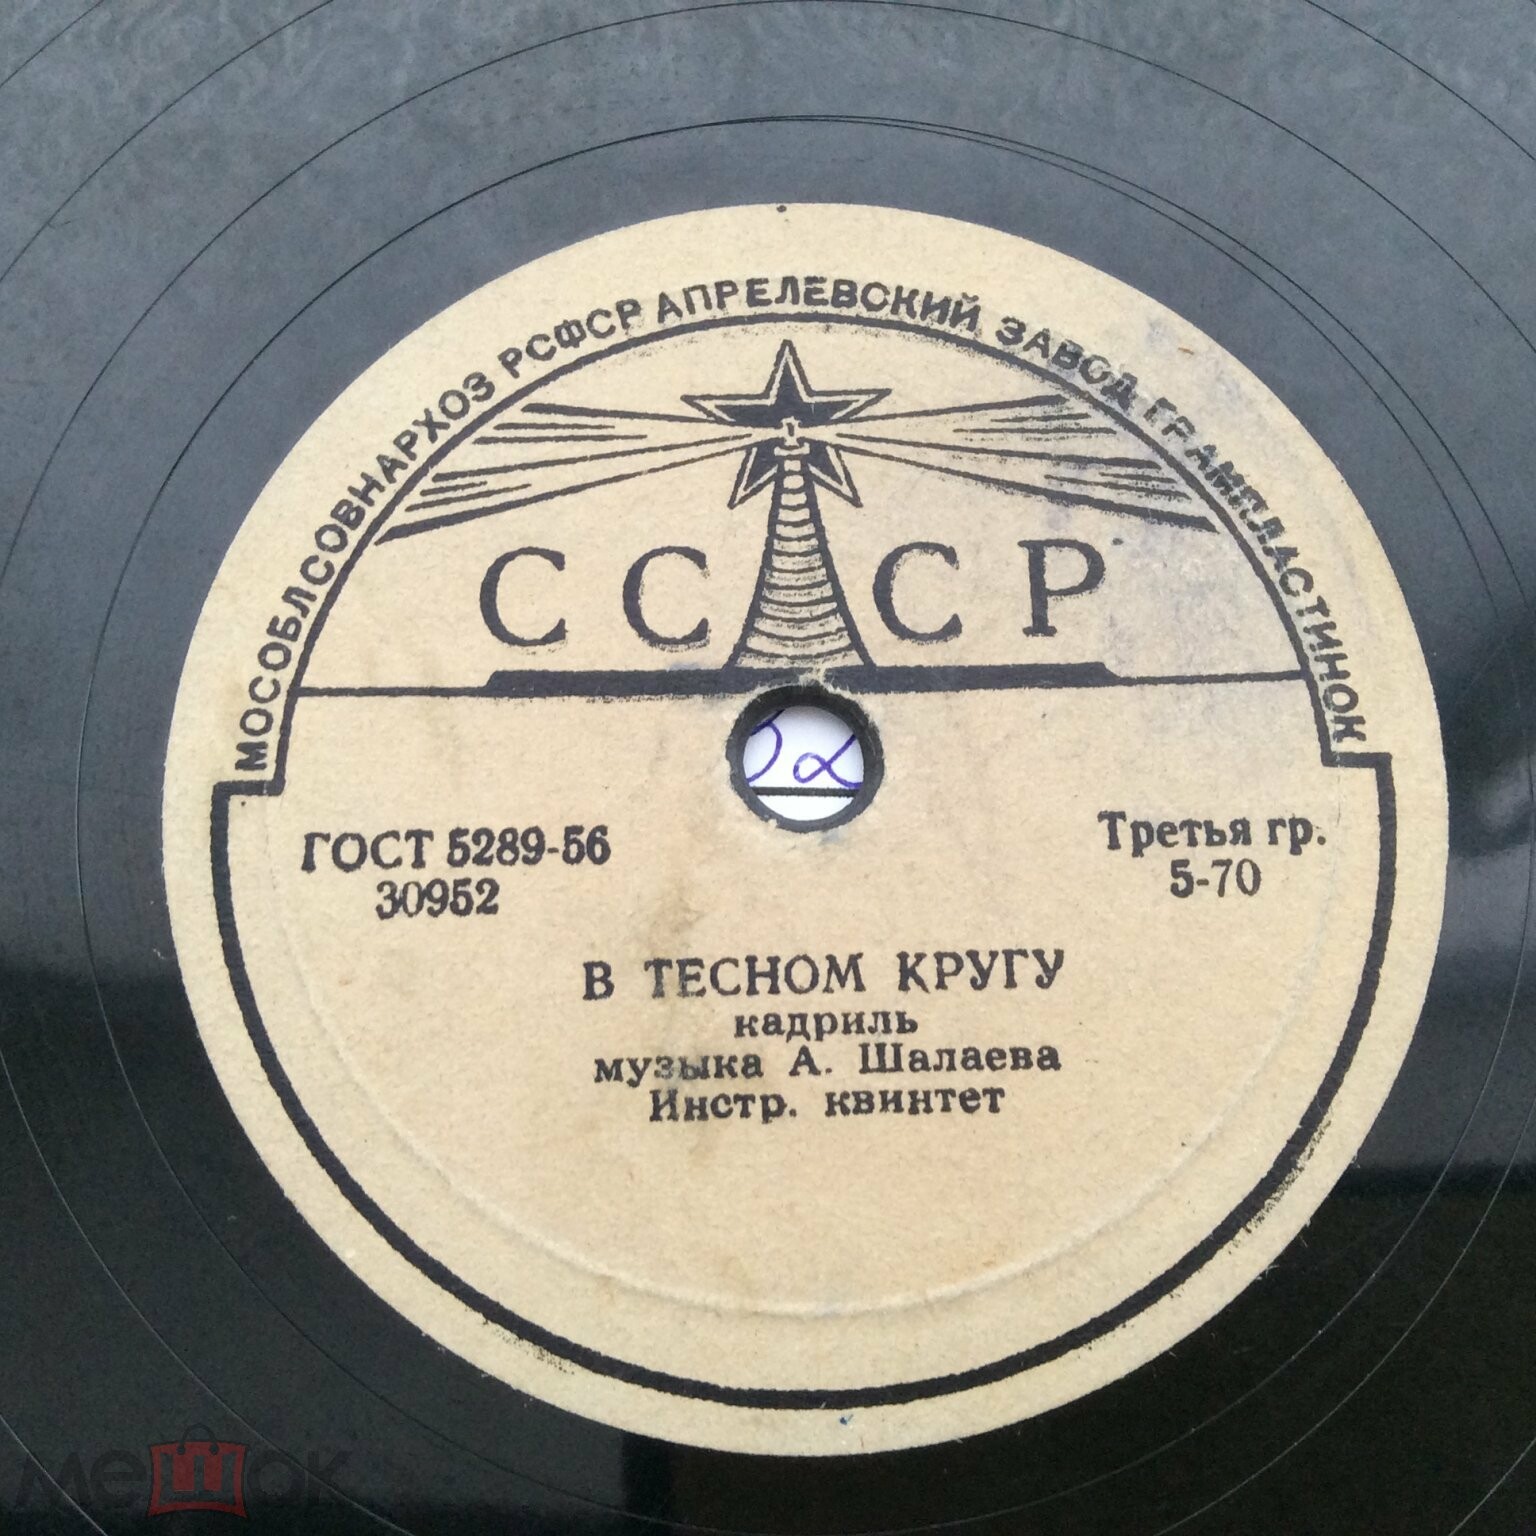 МОСОБЛСОВНАРХОЗ РСФСР АПРЕЛЕВСКИЙ ЗАВОД ГРАМПЛАСТИНОК
СССР
ГОСТ 5289-56
30952
Третья гр.
5-70
В ТЕСНОМ КРУГУ
кадриль
музыка А. Шалаева
Инстр. квинтет
мешок